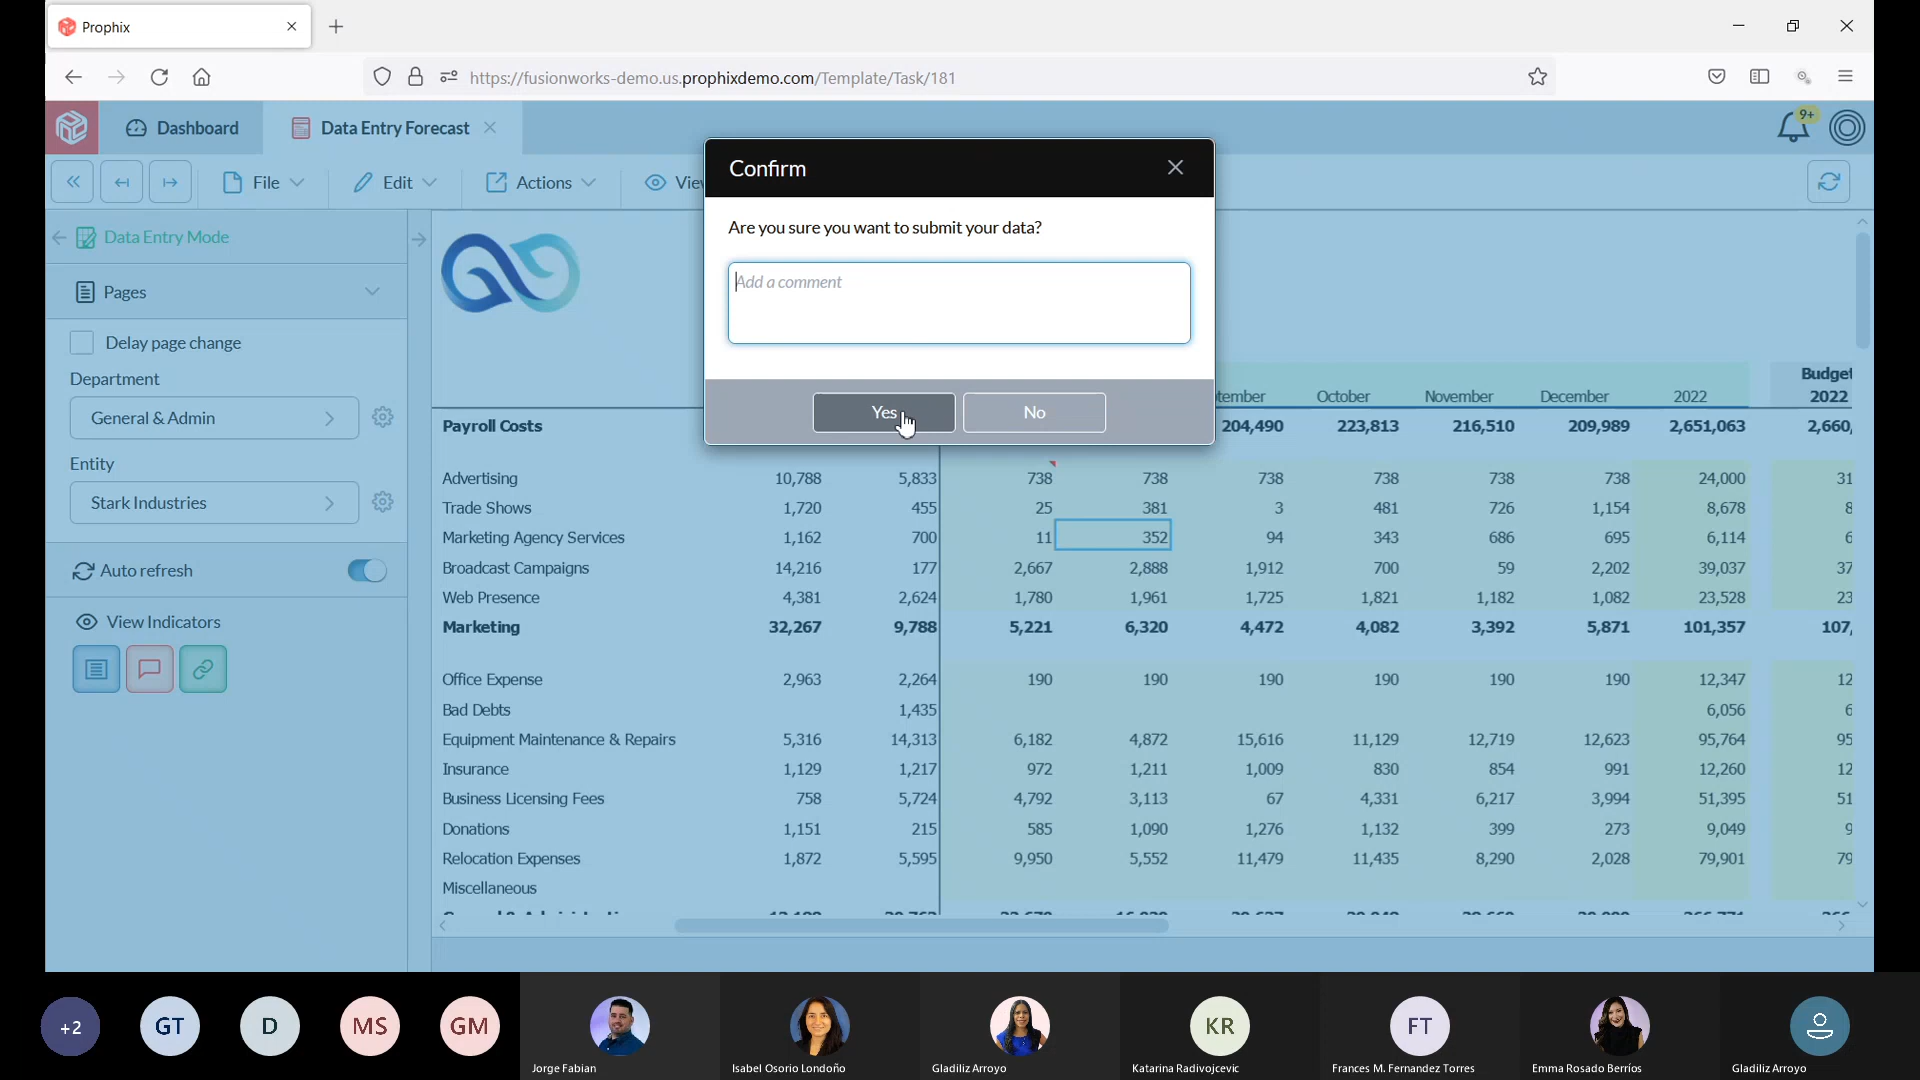 Prophix
https://fusionworks-demo.us.prophixdemo.com/Template/Task/181
Dashboard
Data Entry Forecast
9+
File
Edit
Actions
Confirm
Are you sure you want to submit your data?
Add a comment
Yes
No
Data Entry Mode
Pages
Delay page change
Department
General & Admin
Entity
Stark Industries
Auto refresh
View Indicators
October November December 2022 Budget 2022
Payroll Costs 204,490 223,813 216,510 209,989 2,651,063 2,660,
Advertising 10,788 5,833 738 738 738 738 738 738 24,000 31
Trade Shows 1,720 455 25 381 3 481 726 1,154 8,678 8
Marketing Agency Services 1,162 700 11 352 94 343 686 695 6,114 6
Broadcast Campaigns 14,216 177 2,667 2,888 1,912 700 59 2,202 39,037 37
Web Presence 4,381 2,624 1,780 1,961 1,725 1,821 1,182 1,082 23,528 23
Marketing 32,267 9,788 5,221 6,320 4,472 4,082 3,392 5,871 101,357 107,
Office Expense 2,963 2,264 190 190 190 190 190 190 12,347 12
Bad Debts 1,435 6,056 6
Equipment Maintenance & Repairs 5,316 14,313 6,182 4,872 15,616 11,129 12,719 12,623 95,764 95
Insurance 1,129 1,217 972 1,211 1,009 830 854 991 12,260 12
Business Licensing Fees 758 5,724 4,792 3,113 67 4,331 6,217 3,994 51,395 51
Donations 1,151 215 585 1,090 1,276 1,132 399 273 9,049 9
Relocation Expenses 1,872 5,595 9,950 5,552 11,479 11,435 8,290 2,028 79,901 79
Miscellaneous
+2
GT
D
MS
GM
Jorge Fabian
Isabel Osorio Londoño
Gladiliz Arroyo
KR
Katarina Radivojcevic
FT
Frances M. Fernandez Torres
Emma Rosado Berríos
Gladiliz Arroyo